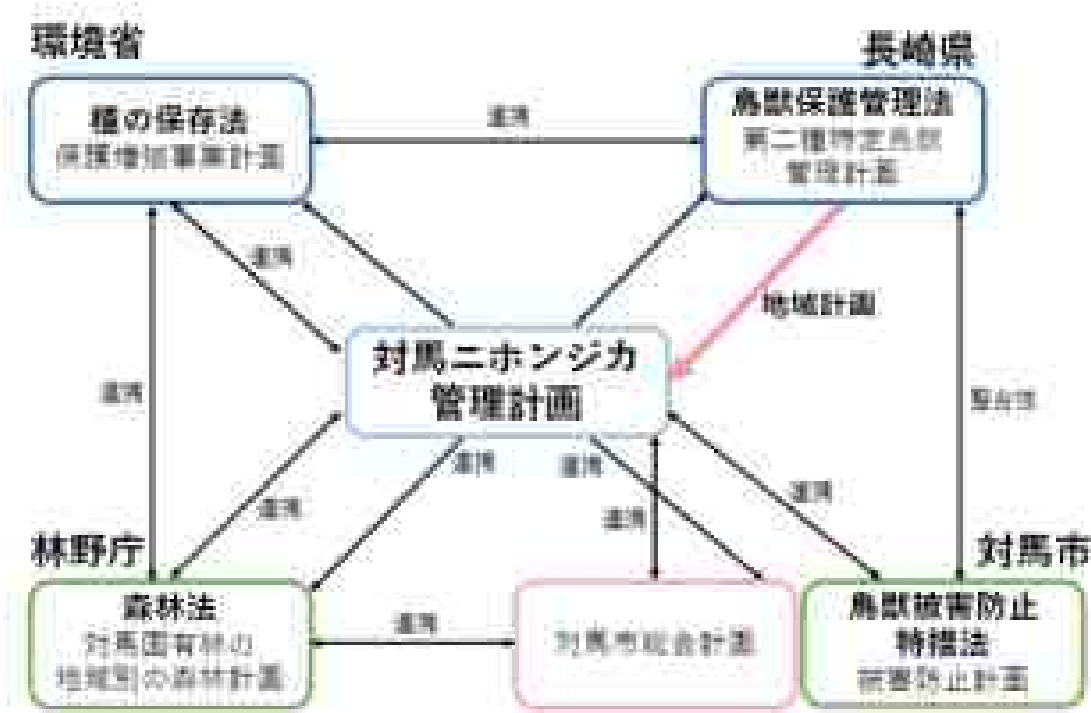 環境省
長崎県
種の保存法
保護増殖事業計画
連携
鳥獣保護管理法
第二種特定鳥獣
管理計画
連携
地域計画
対馬ニホンジカ
管理計画
連携
整合性
連携
連携
連携
連携
連携
林野庁
対馬市
森林法
対馬国有林の
地域別の森林計画
連携
対馬市総合計画
鳥獣被害防止
特措法
被害防止計画